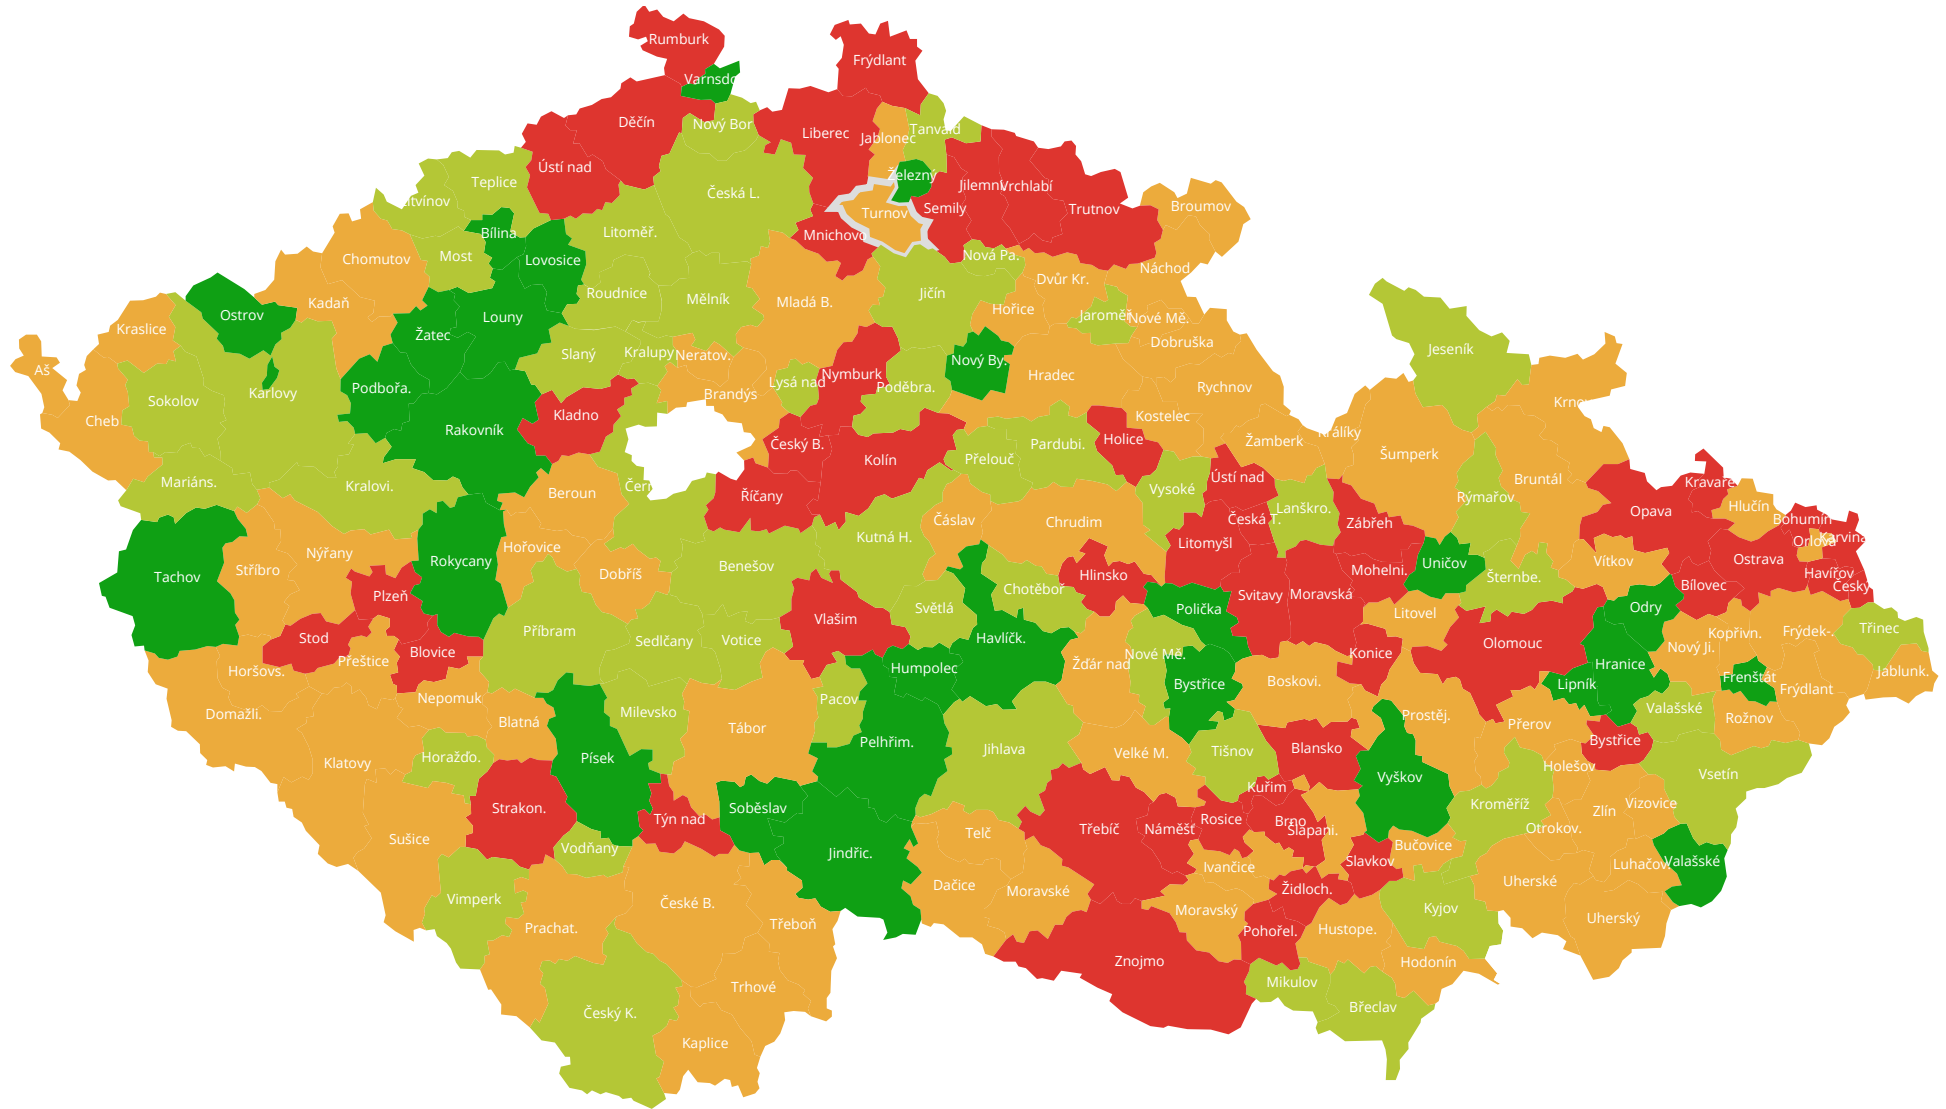 Rumburk
Frýdlant
Varnsdo
Děčín
Nový Bor
Liberec
Jablonec
Tanvald
Ústí nad
Teplice
Česká L.
Železný
Jilemni
Vrchlabí
itvínov
Turnov
Semily
Trutnov
Broumov
Bílina
Litoměř.
Mnichovo
Most
Lovosice
Chomutov
Nová Pa.
Náchod
Dvůr Kr.
Kadaň
Roudnice
Mělník
Mladá B.
Jičín
Hořice
Jaroměř
Nové Mě.
Ostrov
Louny
Kraslice
Žatec
Dobruška
Jeseník
Slaný
Kralupy
Neratov.
Nový By.
Aš
Lysá nad
Nymburk
Poděbra.
Hradec
Rychnov
Podbořa.
Karlovy
Sokolov
Brandýs
Krnov
Cheb
Kladno
Kostelec
Rakovník
Český B.
Pardubi.
Holice
Žamberk
Králíky
Šumperk
Kolín
Přelouč
Mariáns.
Kralovi.
Beroun
Říčany
Vysoké
Ústí nad
Bruntál
Rýmařov
Kravaře
Lanškro.
Hlučín
Opava
Čáslav
Chrudim
Česká T.
Zábřeh
Bohumín
Kutná H.
Litomyšl
Orlová
Karviná
Hořovice
Nýřany
Rokycany
Benešov
Uničov
Vítkov
Ostrava
Stříbro
Tachov
Dobříš
Hlinsko
Mohelni.
Šternbe.
Havířov
Bílovec
Český
Chotěboř
Plzeň
Svitavy
Moravská
Světlá
Polička
Odry
Litovel
Vlašim
Příbram
Stod
Sedlčany
Votice
Havlíčk.
Třinec
Kopřivn.
Frýdek-.
Olomouc
Nový Ji.
Blovice
Přeštice
Konice
Nové Mě.
Žďár nad
Hranice
Humpolec
Horšovs.
Jablunk.
Frenštát
Boskovi.
Bystřice
Lipník
Frýdlant
Nepomuk
Pacov
Milevsko
Domažli.
Valašské
Prostěj.
Rožnov
Blatná
Přerov
Tábor
Pelhřim.
Bystřice
Jihlava
Blansko
Tišnov
Velké M.
Písek
Horažďo.
Klatovy
Holešov
Vsetín
Vyškov
Kuřim
Strakon.
Soběslav
Kroměříž
Vizovice
Zlín
Týn nad
Rosice
Brno
Třebíč
Náměšť
Šlapani.
Otrokov.
Telč
Sušice
Vodňany
Jindřic.
Bučovice
Slavkov
Valašské
Luhačov.
Ivančice
Uherské
Dačice
Moravské
Židloch.
Vimperk
České B.
Kyjov
Moravský
Uherský
Třeboň
Prachat.
Hustope.
Pohořel.
Znojmo
Hodonín
Mikulov
Trhové
Břeclav
Český K.
Kaplice